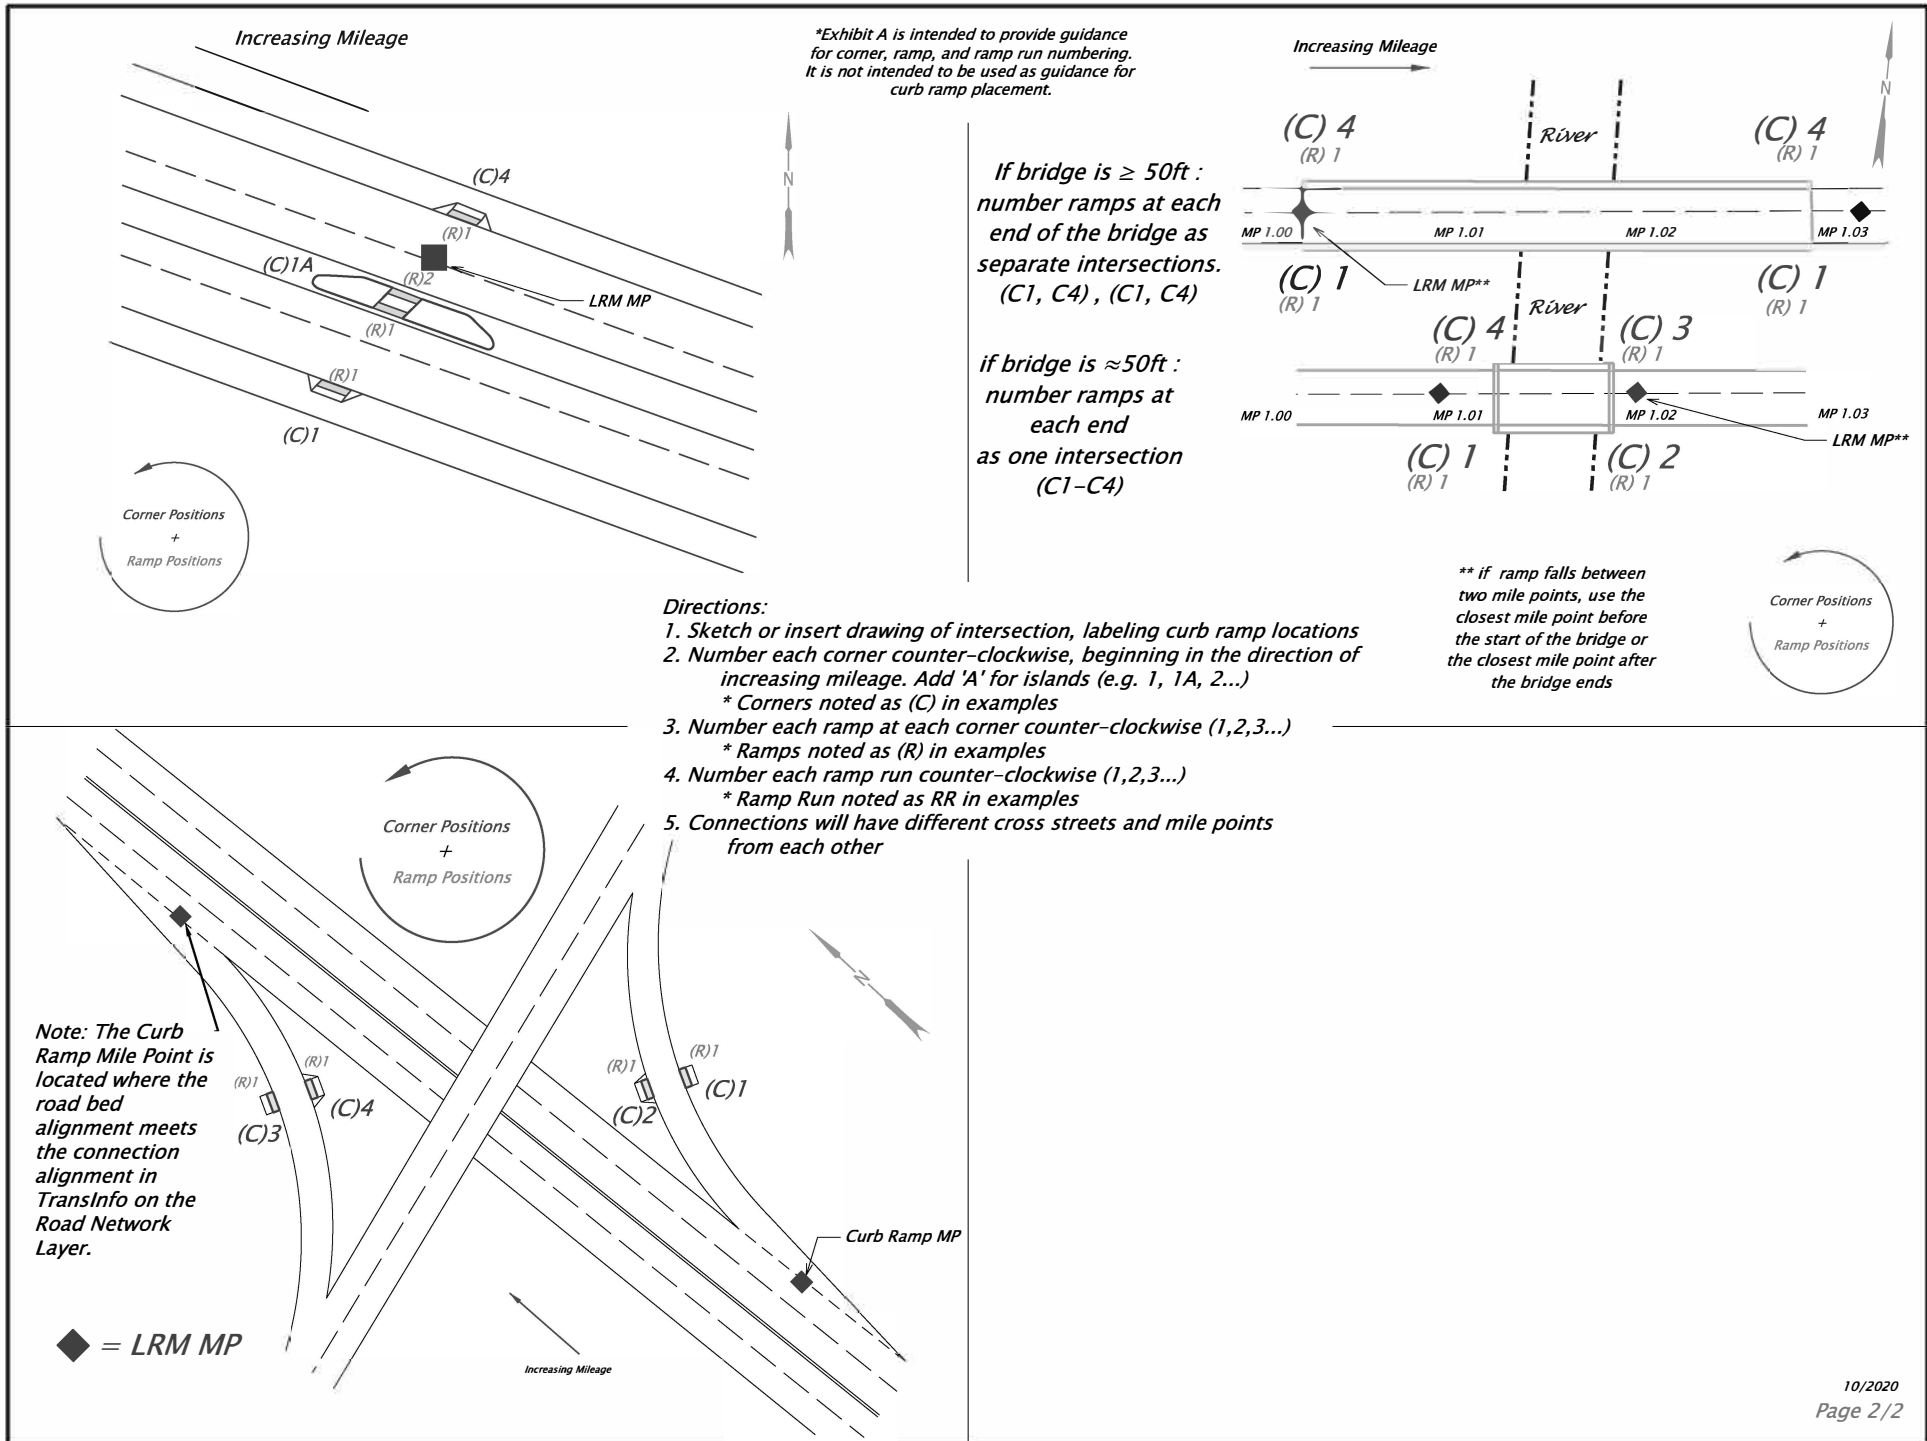 Increasing Mileage
(C)4
(R)1
(C)1A
(R)2
LRM MP
(R)1
(R)1
(C)1
N
Corner Positions
+
Ramp Positions
*Exhibit A is intended to provide guidance
for corner, ramp, and ramp run numbering.
It is not intended to be used as guidance for
curb ramp placement.
If bridge is ≥ 50ft :
number ramps at each
end of the bridge as
separate intersections.
(C1, C4) , (C1, C4)
if bridge is ≈50ft :
number ramps at
each end
as one intersection
(C1-C4)
Increasing Mileage
N
(C) 4
(R) 1
River
(C) 4
(R) 1
MP 1.00
MP 1.01
MP 1.02
MP 1.03
(C) 1
(R) 1
LRM MP**
River
(C) 1
(R) 1
(C) 4
(R) 1
(C) 3
(R) 1
MP 1.00
MP 1.01
MP 1.02
MP 1.03
LRM MP**
(C) 1
(R) 1
(C) 2
(R) 1
** if ramp falls between
two mile points, use the
closest mile point before
the start of the bridge or
the closest mile point after
the bridge ends
Corner Positions
+
Ramp Positions
Directions:
1. Sketch or insert drawing of intersection, labeling curb ramp locations
2. Number each corner counter-clockwise, beginning in the direction of
increasing mileage. Add 'A' for islands (e.g. 1, 1A, 2...)
* Corners noted as (C) in examples
3. Number each ramp at each corner counter-clockwise (1,2,3...)
* Ramps noted as (R) in examples
4. Number each ramp run counter-clockwise (1,2,3...)
* Ramp Run noted as RR in examples
5. Connections will have different cross streets and mile points
from each other
Corner Positions
+
Ramp Positions
N
Note: The Curb
Ramp Mile Point is
located where the
road bed
alignment meets
the connection
alignment in
TransInfo on the
Road Network
Layer.
(R)1
(C)3
(R)1
(C)4
(R)1
(C)2
(R)1
(C)1
Curb Ramp MP
= LRM MP
Increasing Mileage
10/2020
Page 2/2